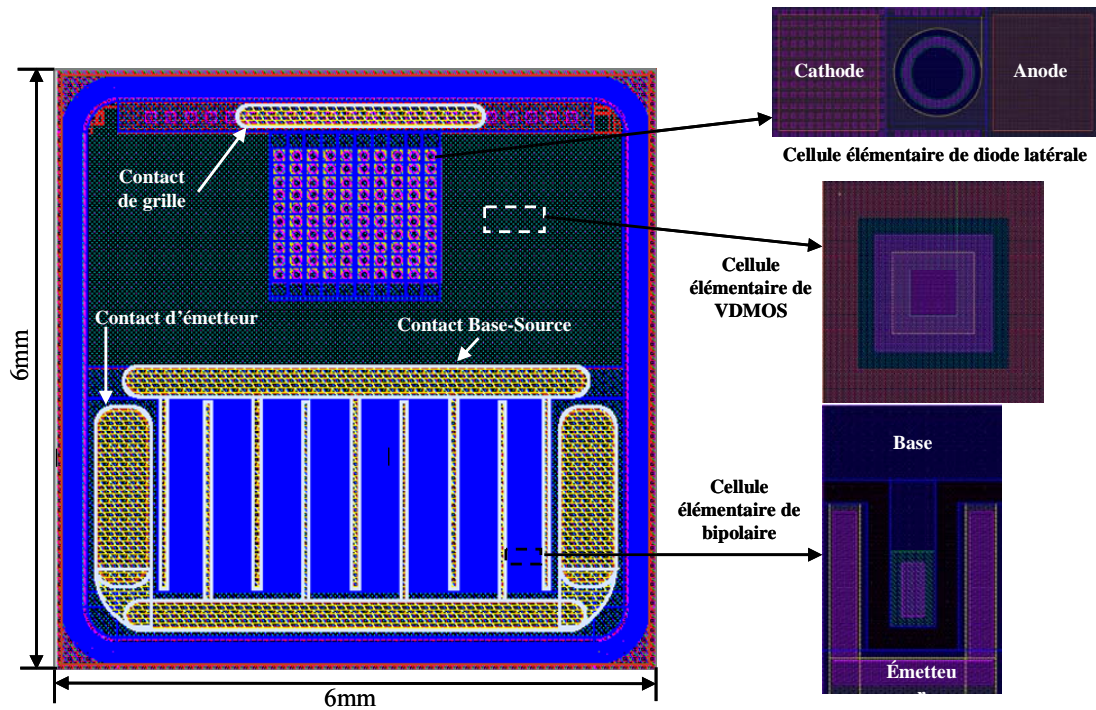 Cathode
Anode
Cellule élémentaire de diode latérale
Contact
de grille
Cellule
élémentaire de
VDMOS
Contact d'émetteur
Contact Base-Source
6mm
Base
Cellule
élémentaire de
bipolaire
Émetteu
6mm